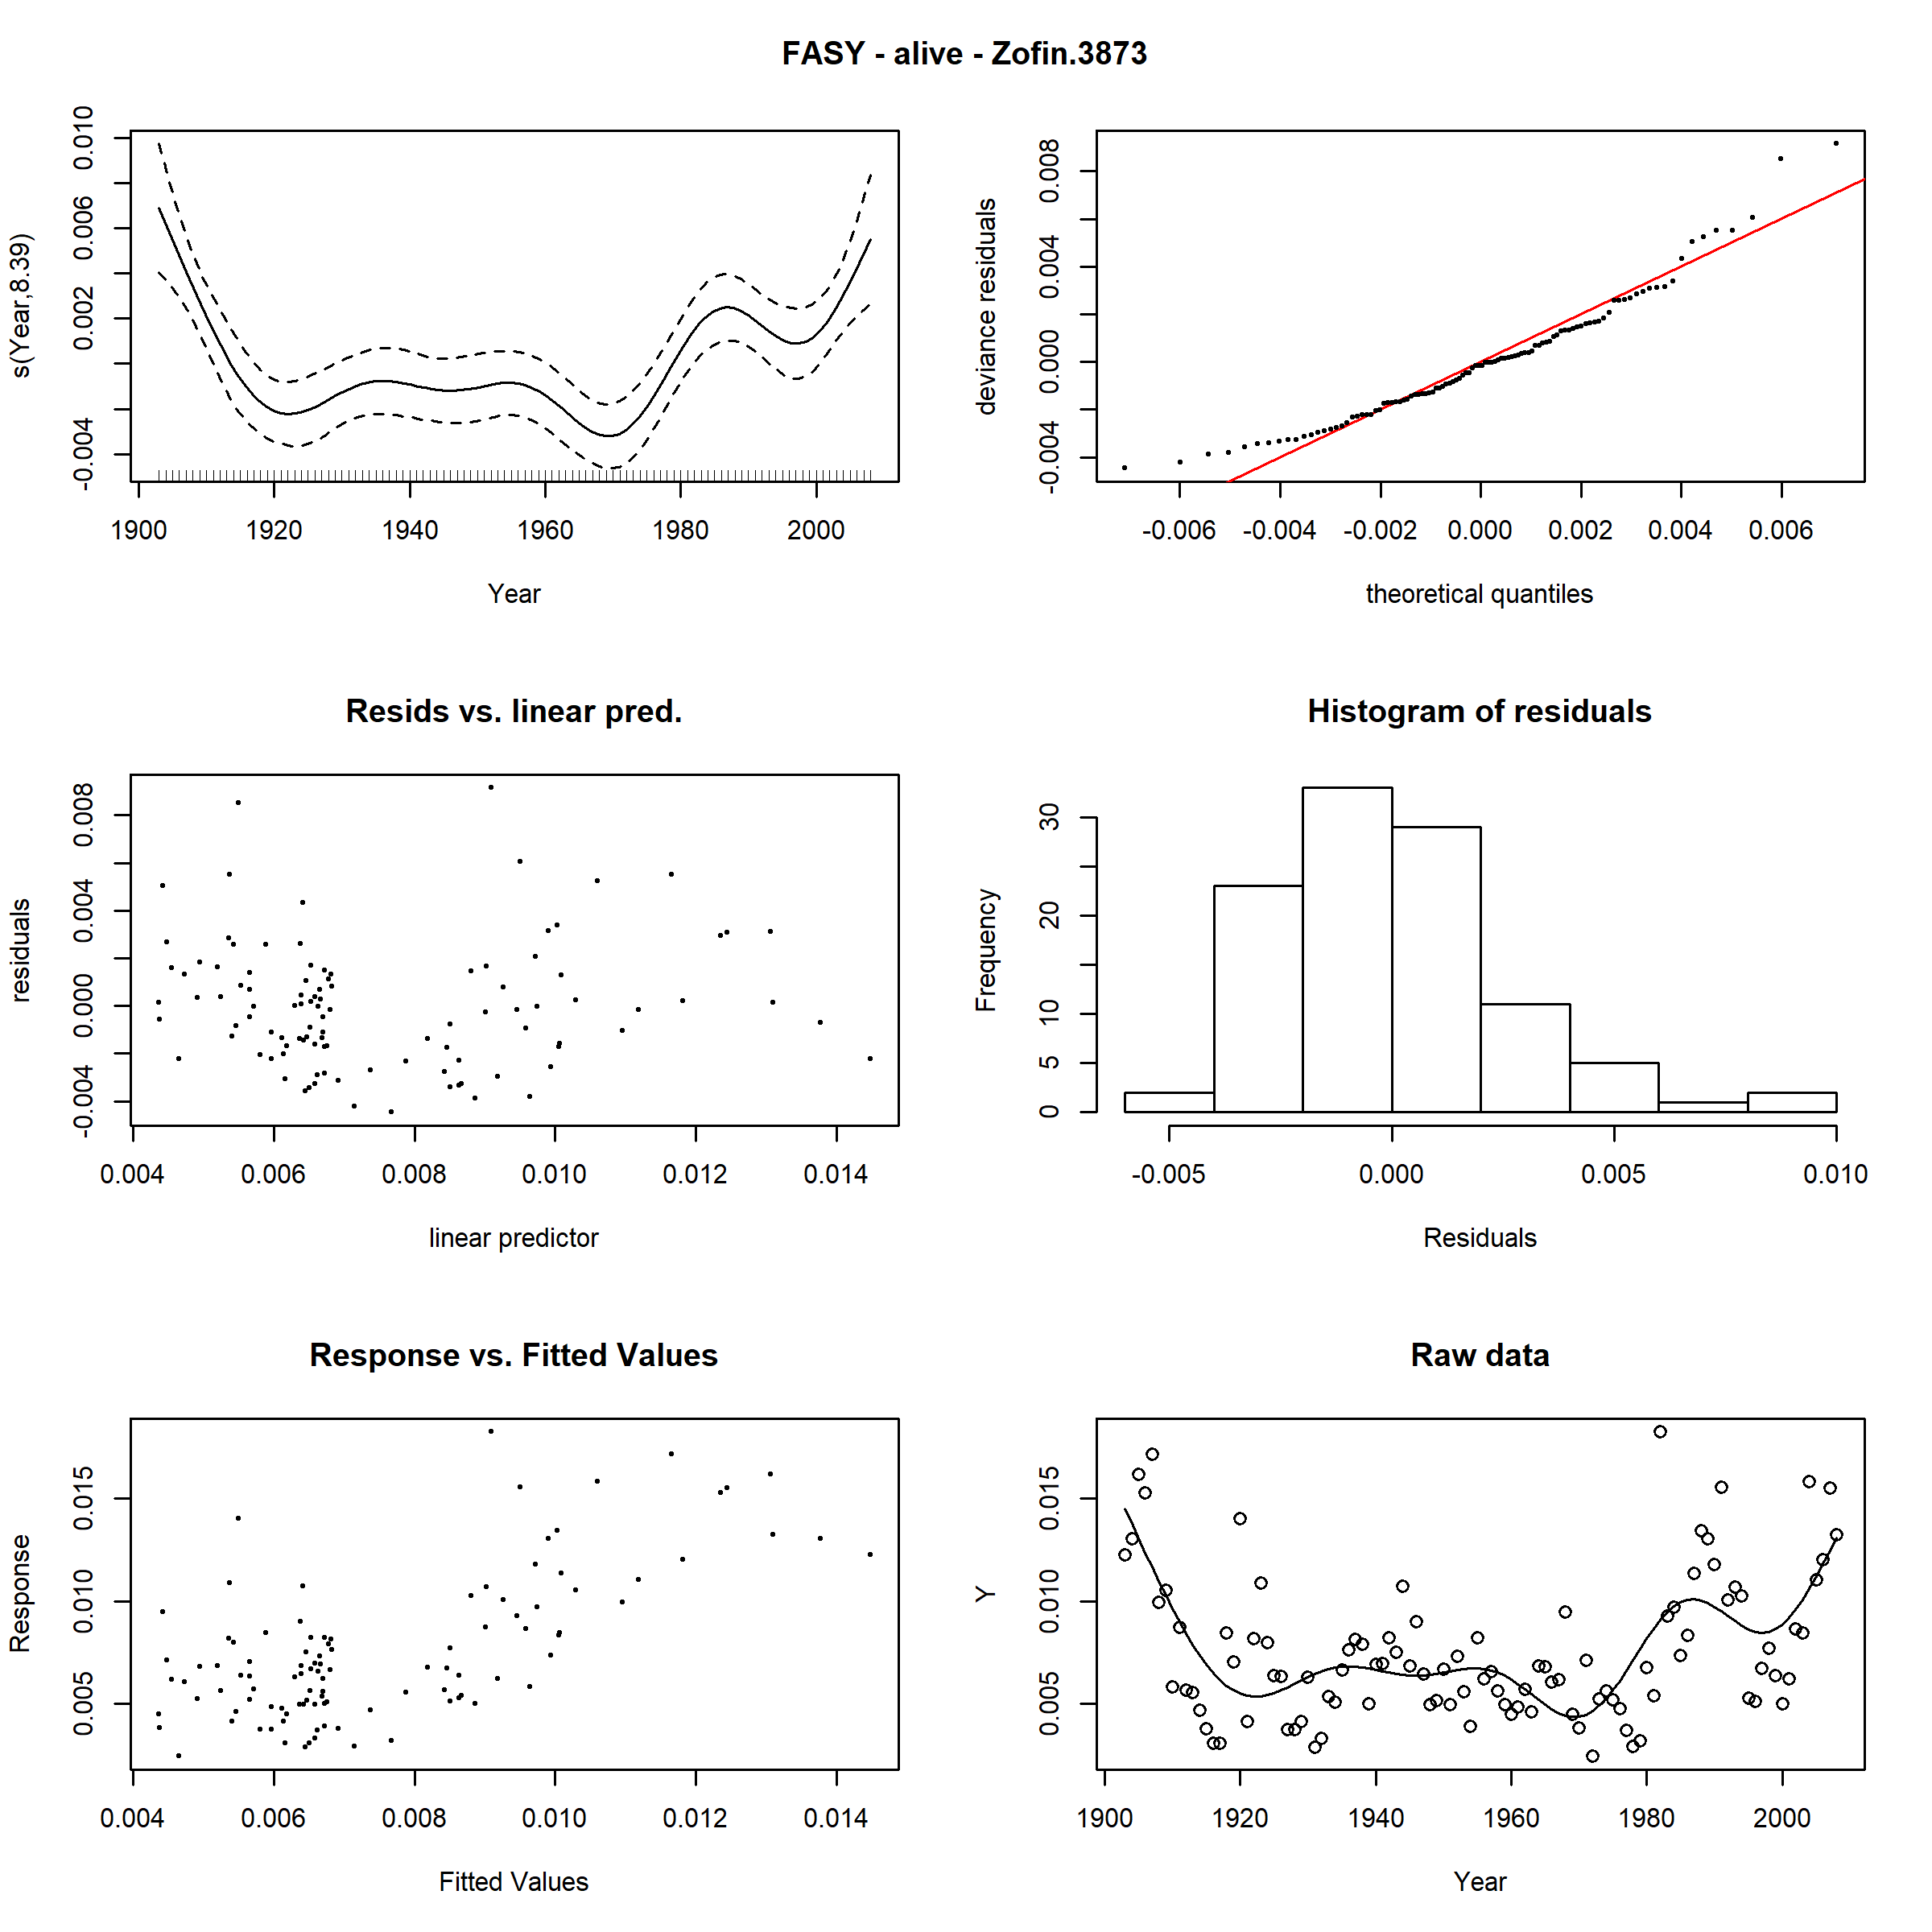 FASY - alive - Zofin.3873
s(Year,8.39)
-0.004 0.002 0.006 0.010
1900 1920 1940 1960 1980 2000
Year
deviance residuals
-0.004 0.000 0.004 0.008
-0.006 -0.004 -0.002 0.000 0.002 0.004 0.006
theoretical quantiles
Resids vs. linear pred.
residuals
-0.004 0.000 0.004 0.008
0.004 0.006 0.008 0.010 0.012 0.014
linear predictor
Histogram of residuals
Frequency
0 5 10 20 30
-0.005 0.000 0.005 0.010
Residuals
Response vs. Fitted Values
Response
0.005 0.010 0.015
0.004 0.006 0.008 0.010 0.012 0.014
Fitted Values
Raw data
Y
0.005 0.010 0.015
1900 1920 1940 1960 1980 2000
Year